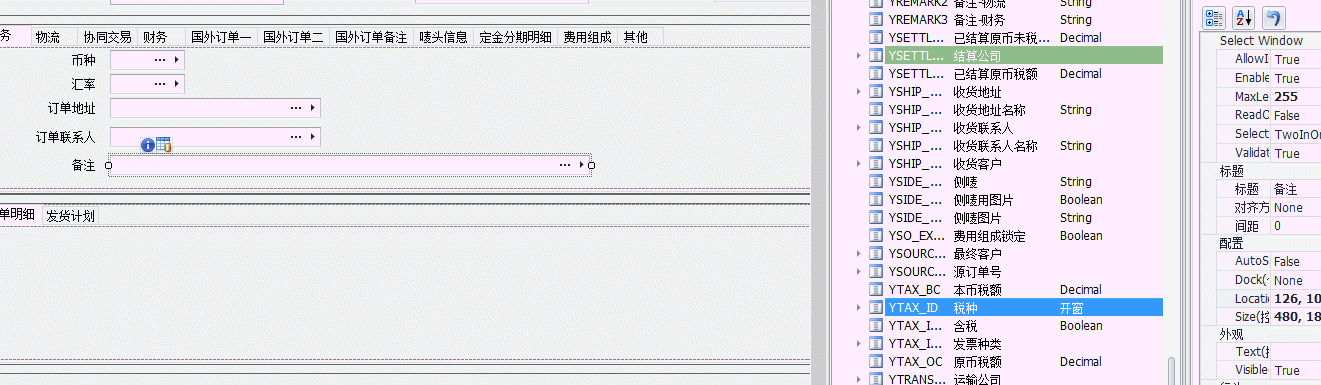 务 物流 协同交易 财务 国外订单一 国外订单二 国外订单备注 唛头信息 定金分期明细 费用组成 其他
币种
汇率
订单地址
订单联系人
备注
单明细 发货计划
YREMARK2 备注-物流 String
YREMARK3 备注-财务 String
YSETTL... 已结算原币未税... Decimal
YSETTL... 结算公司
YSETTL... 已结算原币税额 Decimal
YSHIP_... 收货地址
YSHIP_... 收货地址名称 String
YSHIP_... 收货联系人
YSHIP_... 收货联系人名称 String
YSHIP_... 收货客户
YSIDE_... 侧唛 String
YSIDE_... 侧唛用图片 Boolean
YSIDE_... 侧唛图片 String
YSO_EX... 费用组成锁定 Boolean
YSOURC... 最终客户
YSOURC... 源订单号
YTAX_BC 本币税额 Decimal
YTAX_ID 税种 开窗
YTAX_I... 含税 Boolean
YTAX_I... 发票种类
YTAX_OC 原币税额 Decimal
YTRANS... 运输公司
Select Window
AllowI True
Enable True
MaxLe 255
ReadO False
Select TwoInOn
Validat True
标题
标题 备注
对齐方 None
间距 0
配置
AutoS False
Dock(- None
Locatio 126, 10
Size(控 480, 18
外观
Text(控
Visible True